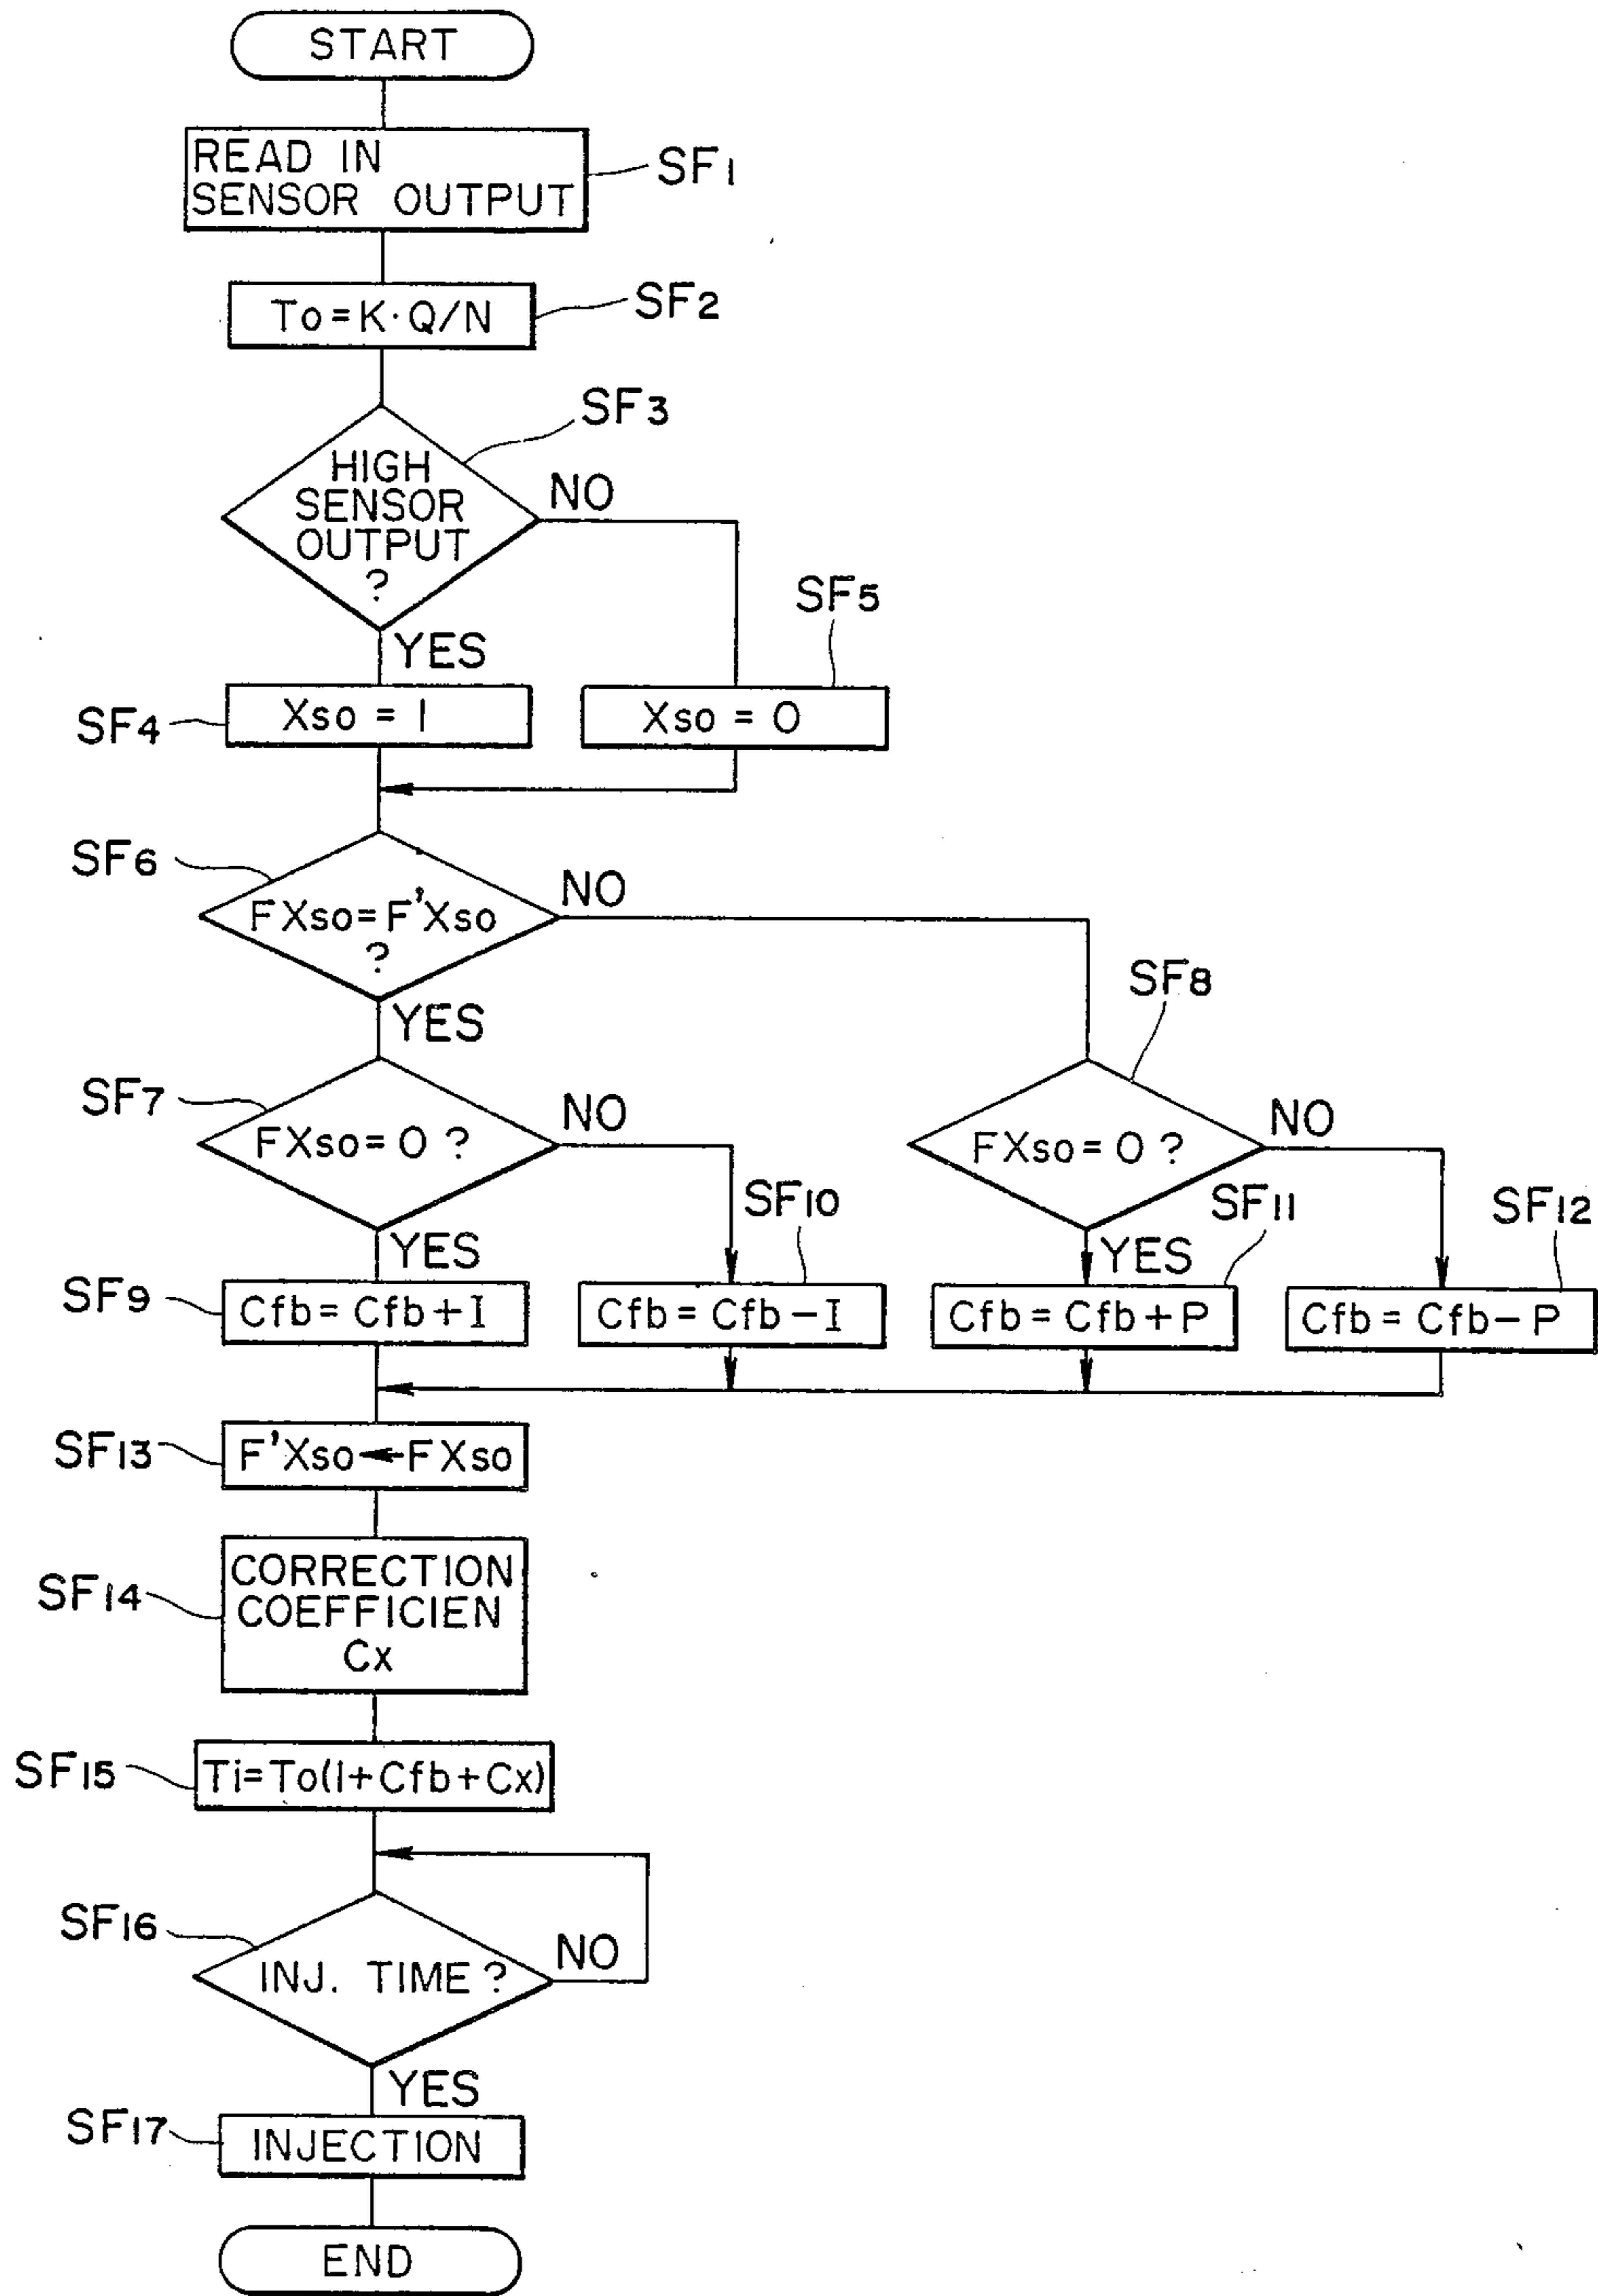 START
READ IN
SENSOR OUTPUT
SF1
To=K·Q/N
SF2
SF3
HIGH
SENSOR
OUTPUT
?
NO
YES
SF5
SF4
Xso = 1
Xso = 0
SF6
FXso=F'Xso
?
NO
YES
SF8
SF7
FXso=0 ?
NO
FXso=0 ?
NO
YES
SF10
YES
SF11
SF12
SF9
Cfb=Cfb+I
Cfb=Cfb-I
Cfb=Cfb+P
Cfb=Cfb-P
SF13
F'Xso←FXso
SF14
CORRECTION
COEFFICIEN
Cx
SF15
Ti=To(1+Cfb+Cx)
SF16
INJ. TIME ?
NO
YES
SF17
INJECTION
END